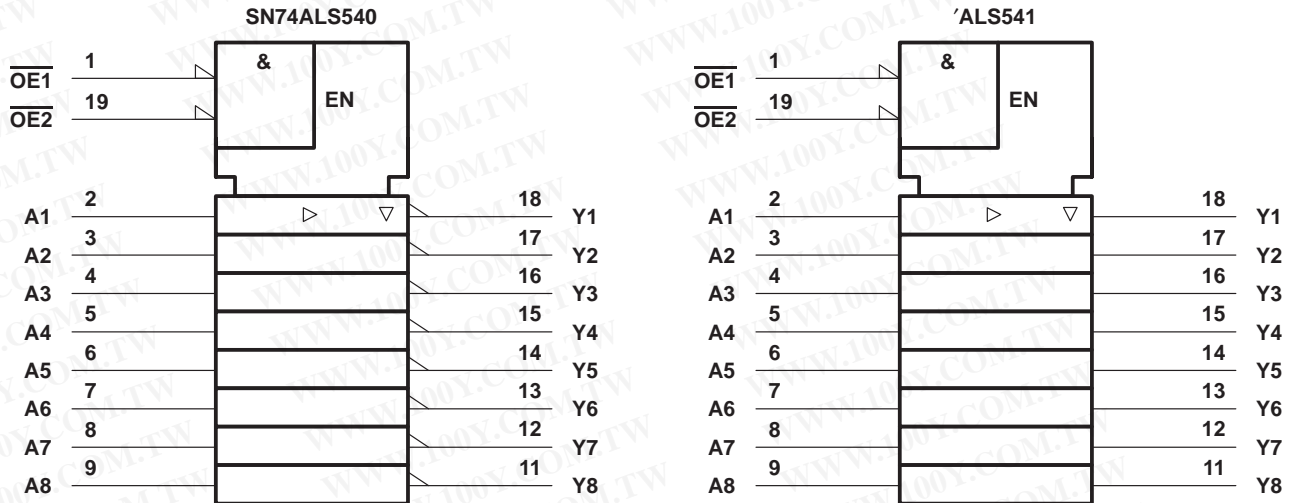 SN74ALS540
&
EN
OE1 1
OE2 19
A1 2 18 Y1
A2 3 17 Y2
A3 4 16 Y3
A4 5 15 Y4
A5 6 14 Y5
A6 7 13 Y6
A7 8 12 Y7
A8 9 11 Y8
′ALS541
&
EN
OE1 1
OE2 19
A1 2 18 Y1
A2 3 17 Y2
A3 4 16 Y3
A4 5 15 Y4
A5 6 14 Y5
A6 7 13 Y6
A7 8 12 Y7
A8 9 11 Y8
WWW.100Y.COM.TW